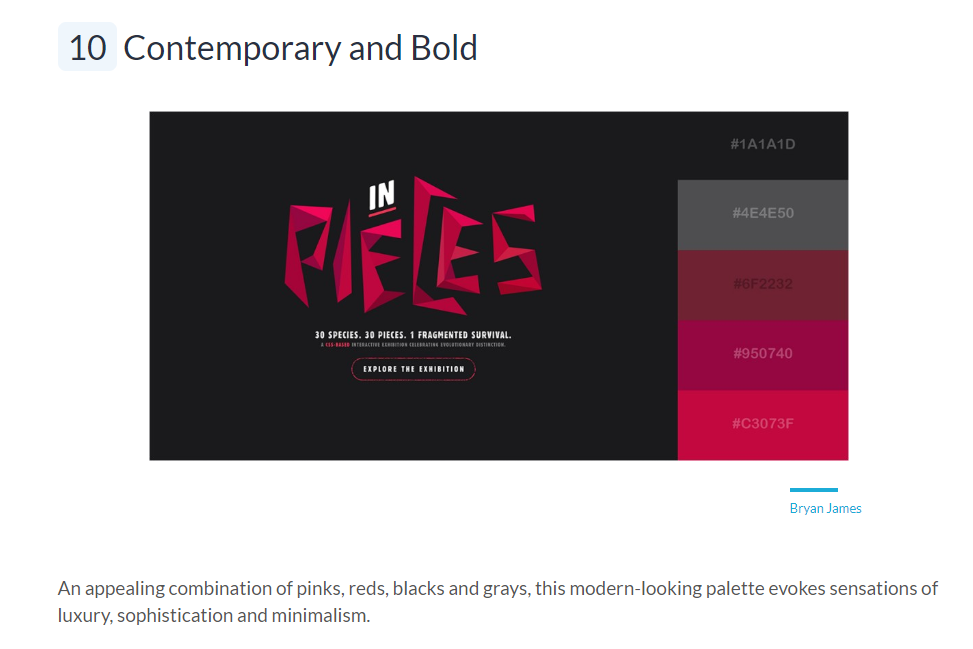 10 Contemporary and Bold
IN
PIECES
30 SPECIES. 30 PIECES. 1 FRAGMENTED SURVIVAL.
A CSS-BASED INTERACTIVE EXHIBITION CELEBRATING EVOLUTIONARY DISTINCTION.
EXPLORE THE EXHIBITION
#1A1A1D
#4E4E50
#6F2232
#950740
#C3073F
Bryan James
An appealing combination of pinks, reds, blacks and grays, this modern-looking palette evokes sensations of
luxury, sophistication and minimalism.